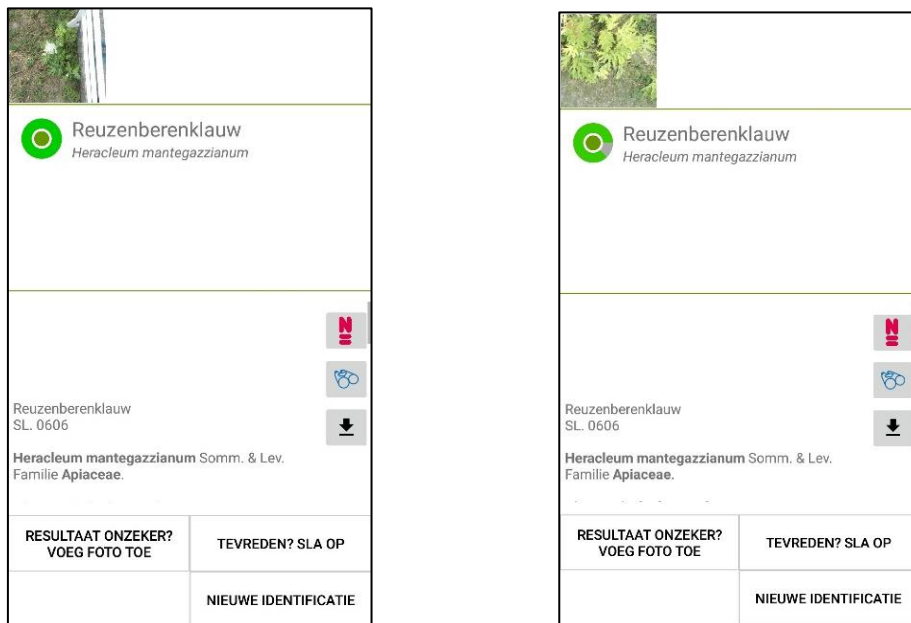 Reuzenberenklauw
Heracleum mantegazzianum
N
Reuzenberenklauw
SL. 0606
Heracleum mantegazzianum Somm. & Lev.
Familie Apiaceae.
RESULTAAT ONZEKER?
VOEG FOTO TOE
TEVREDEN? SLA OP
NIEUWE IDENTIFICATIE
Reuzenberenklauw
Heracleum mantegazzianum
N
Reuzenberenklauw
SL. 0606
Heracleum mantegazzianum Somm. & Lev.
Familie Apiaceae.
RESULTAAT ONZEKER?
VOEG FOTO TOE
TEVREDEN? SLA OP
NIEUWE IDENTIFICATIE